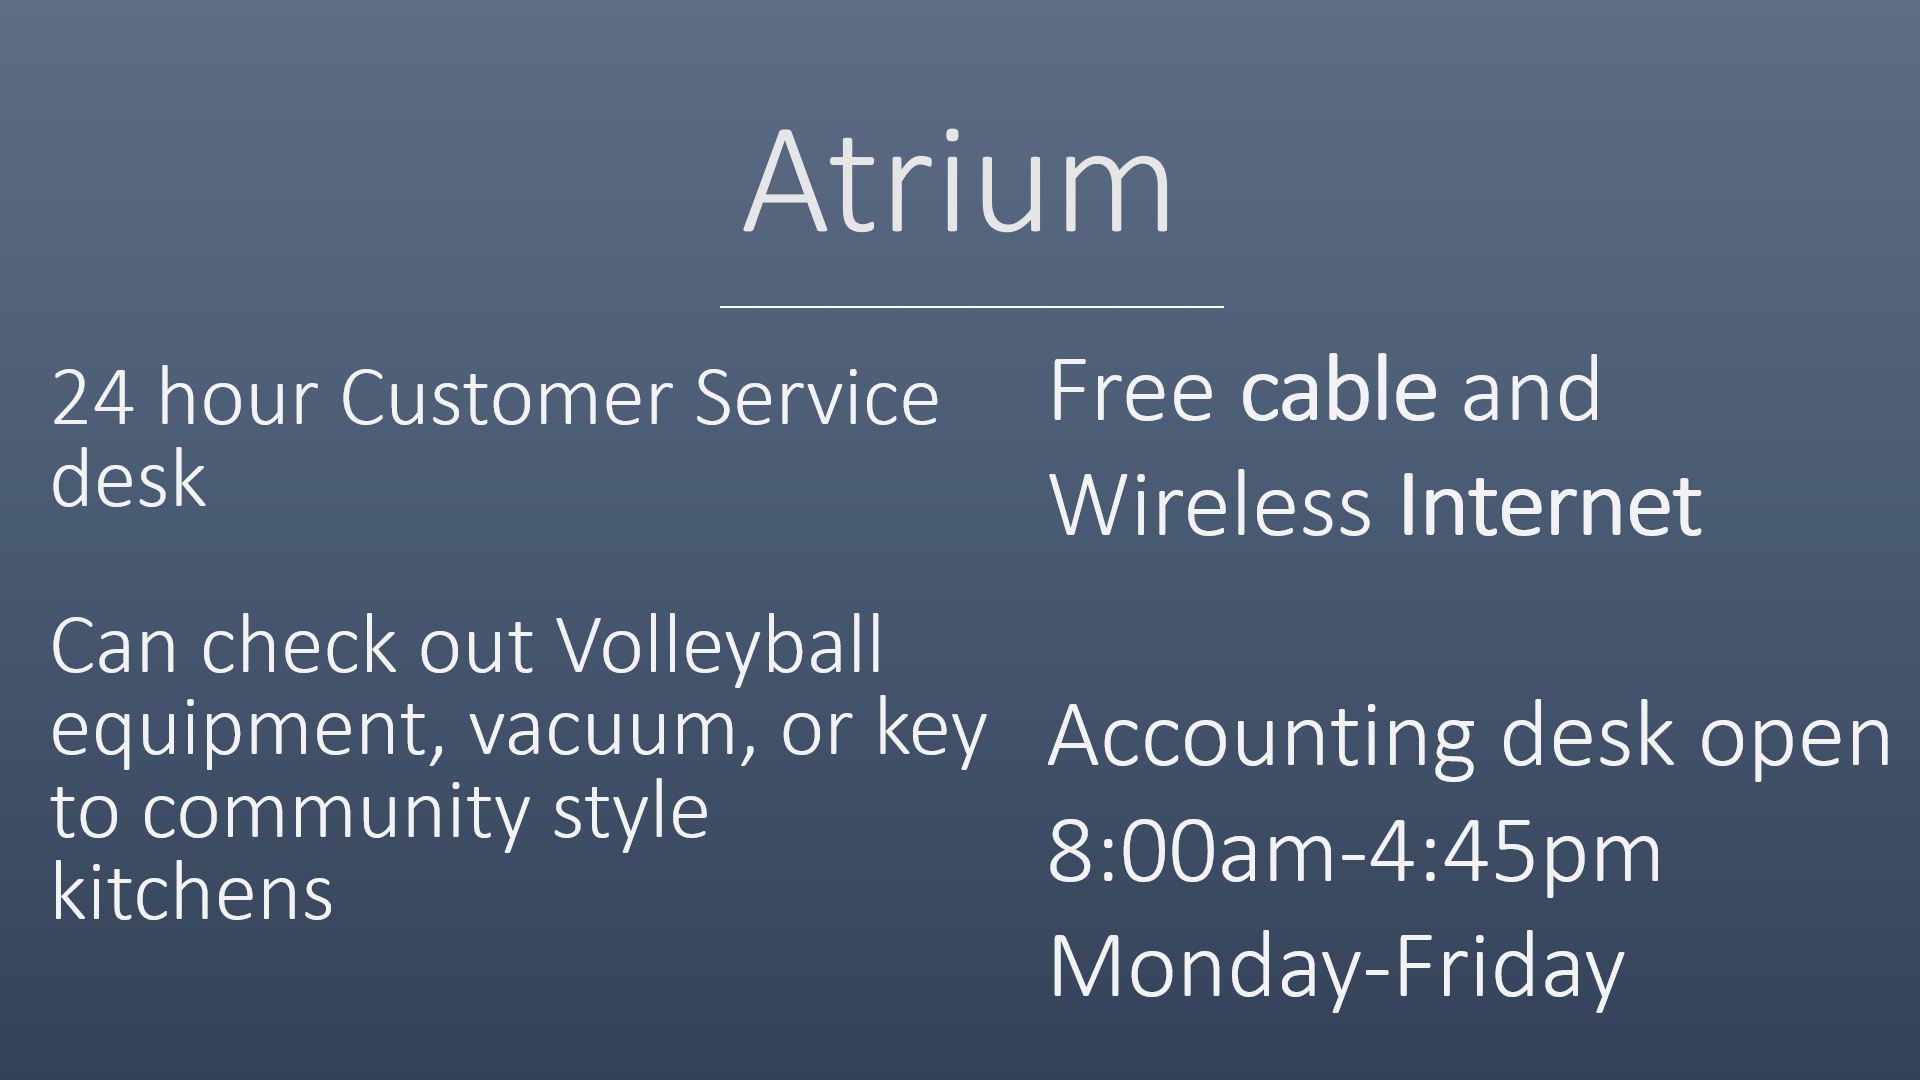 Atrium
24 hour Customer Service
desk
Can check out Volleyball
equipment, vacuum, or key
to community style
kitchens
Free cable and
Wireless Internet
Accounting desk open
8:00am-4:45pm
Monday-Friday